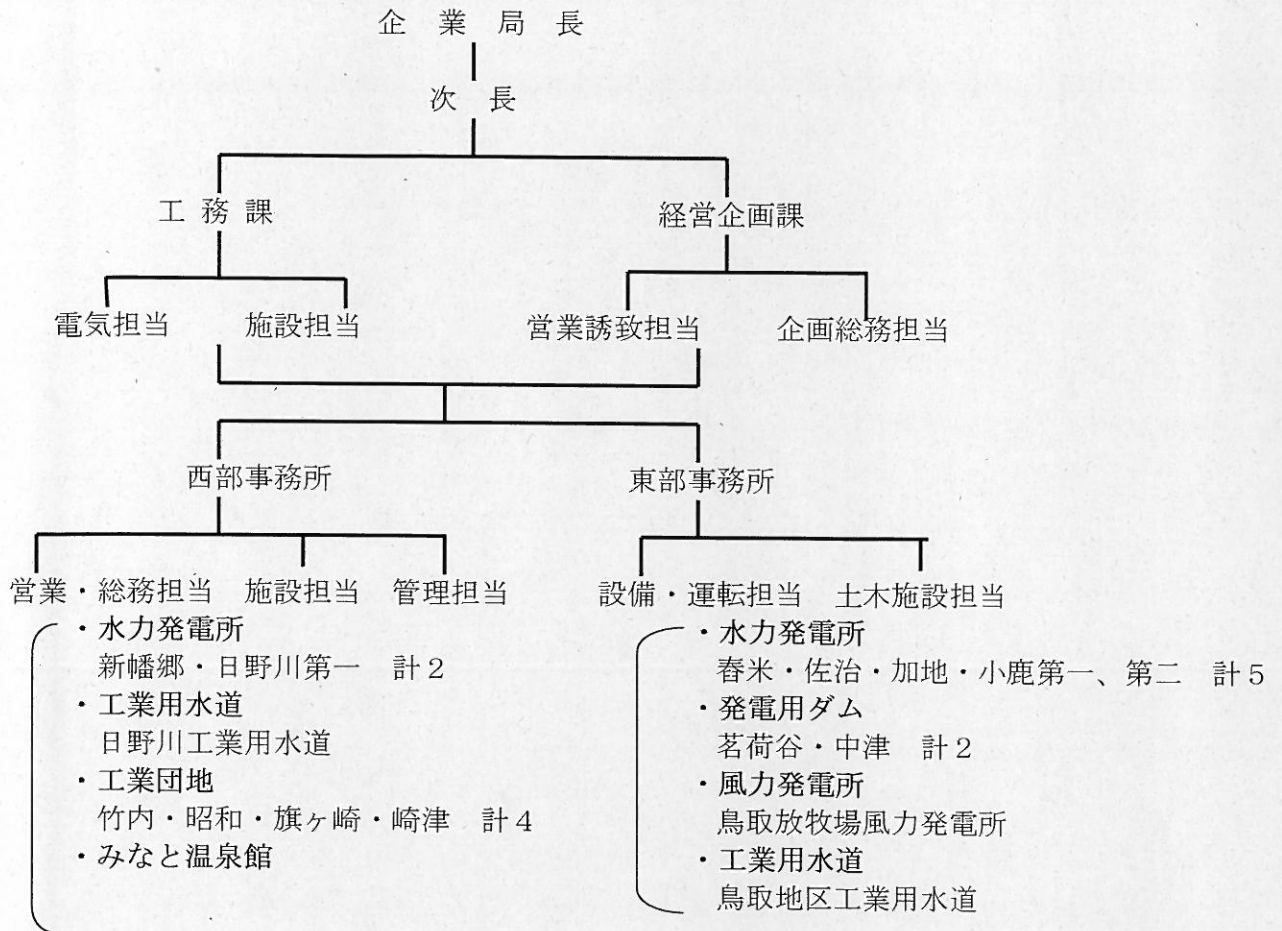 企業局長
次長
工務課　経営企画課
電気担当　施設担当　営業誘致担当　企画総務担当
西部事務所　東部事務所
営業・総務担当　施設担当　管理担当　設備・運転担当　土木施設担当
・水力発電所
新幡郷・日野川第一　計2
・工業用水道
日野川工業用水道
・工業団地
竹内・昭和・旗ヶ崎・崎津　計4
・みなと温泉館
・水力発電所
舂米・佐治・加地・小鹿第一、第二　計5
・発電用ダム
茗荷谷・中津　計2
・風力発電所
鳥取放牧場風力発電所
・工業用水道
鳥取地区工業用水道